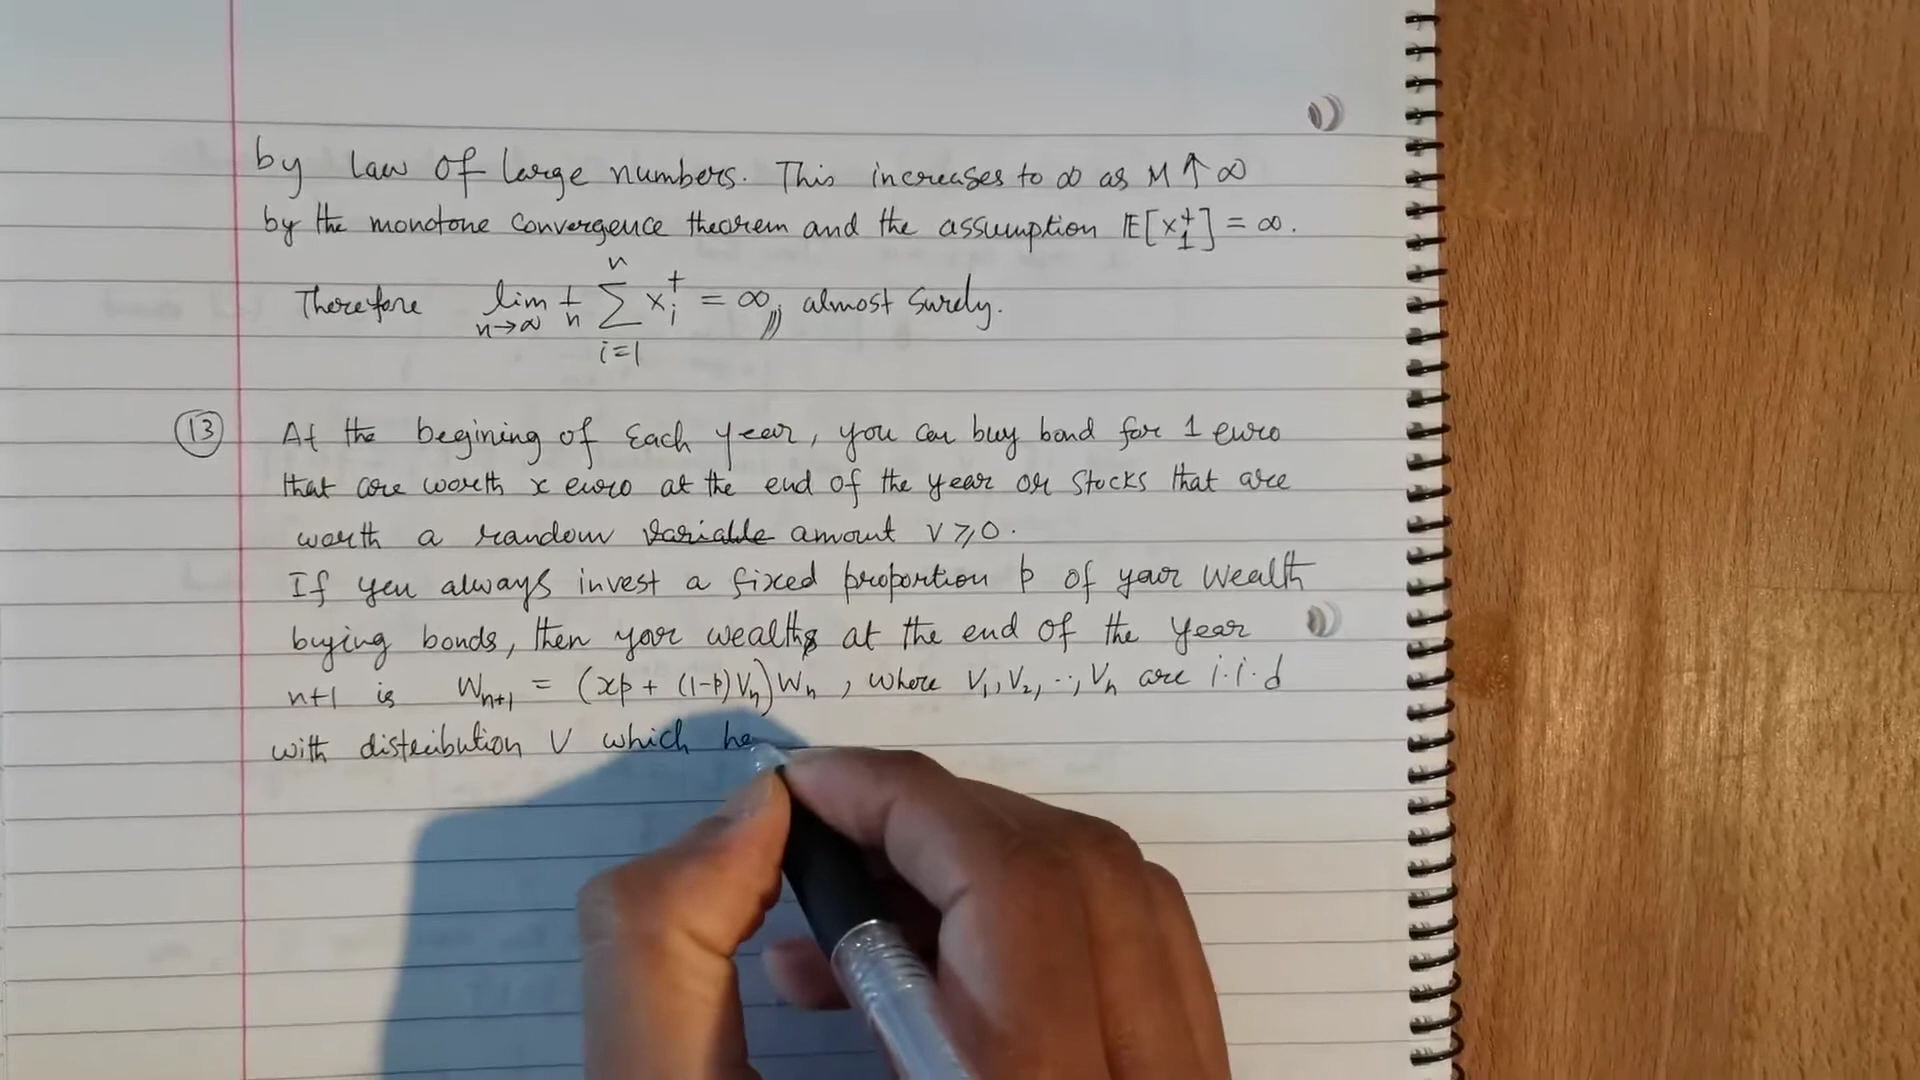 by law of large numbers. This increases to ∞ as M ↑ ∞
by the monotone convergence theorem and the assumption 𝔼[x₁⁺] = ∞.
Therefore lim_{n→∞} 1/n ∑_{i=1}^{n} xᵢ⁺ = ∞,, almost surely.
(13) At the begining of Each year, you can buy bond for 1 euro
that are worth x euro at the end of the year or stocks that are
worth a random variable amount V ≥ 0.
If you always invest a fixed proportion p of your wealth
buying bonds, then your wealth at the end of the year
n+1 is W_{n+1} = (xp + (1-p)V_n)W_n, where V₁, V₂, .., V_n are i.i.d
with distribution V which ha